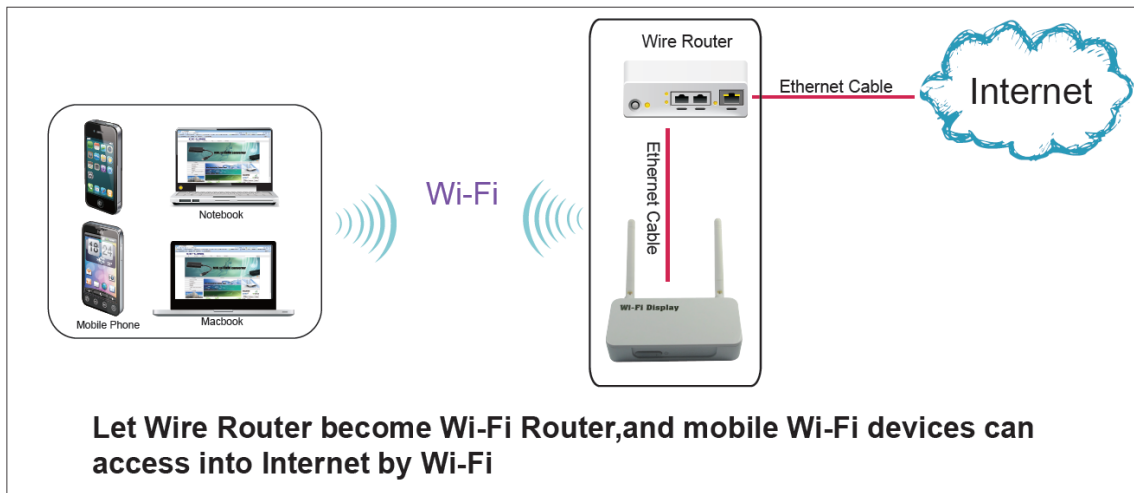 Wire Router
Ethernet Cable
Internet
Ethernet Cable
Wi-Fi
Notebook
Mobile Phone
Macbook
Wi-Fi Display
Let Wire Router become Wi-Fi Router,and mobile Wi-Fi devices can
access into Internet by Wi-Fi